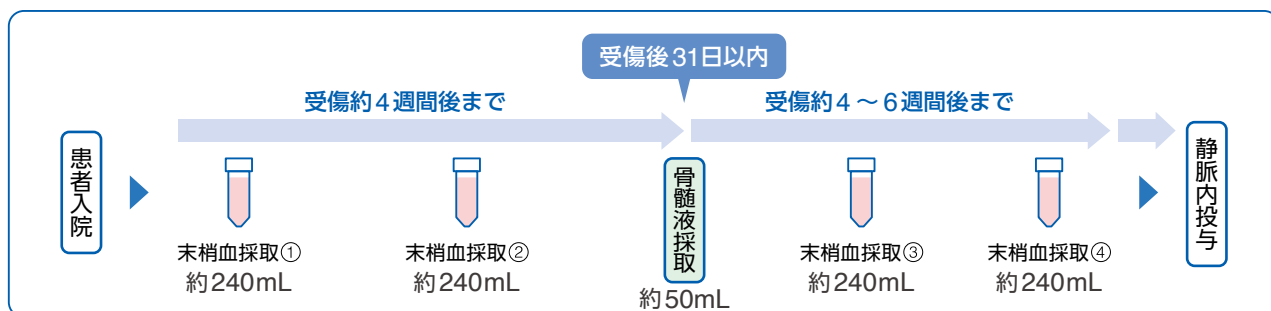 受傷後31日以内
受傷約4週間後まで
受傷約4～6週間後まで
患者入院
末梢血採取①
約240mL
末梢血採取②
約240mL
骨髄液採取
約50mL
末梢血採取③
約240mL
末梢血採取④
約240mL
静脈内投与